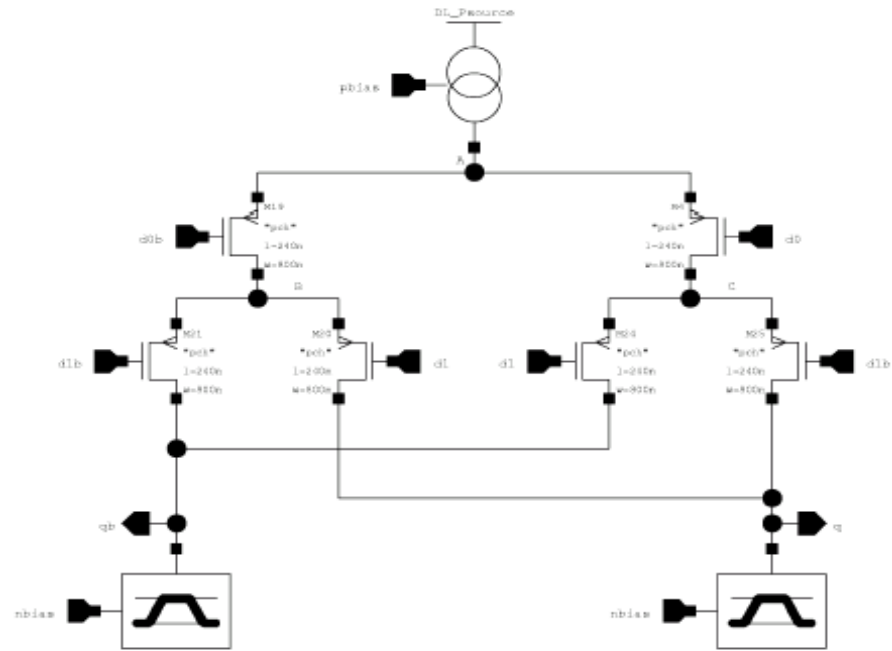 DL_Psource
pbias
A
M19
"pch"
l=240n
w=800n
d0b
M4
"pch"
l=240n
w=800n
d0
B
C
M21
"pch"
l=240n
w=800n
d1b
M20
"pch"
l=240n
w=800n
d1
d1
M24
"pch"
l=240n
w=800n
M25
"pch"
l=240n
w=800n
d1b
qb
q
nbias
nbias